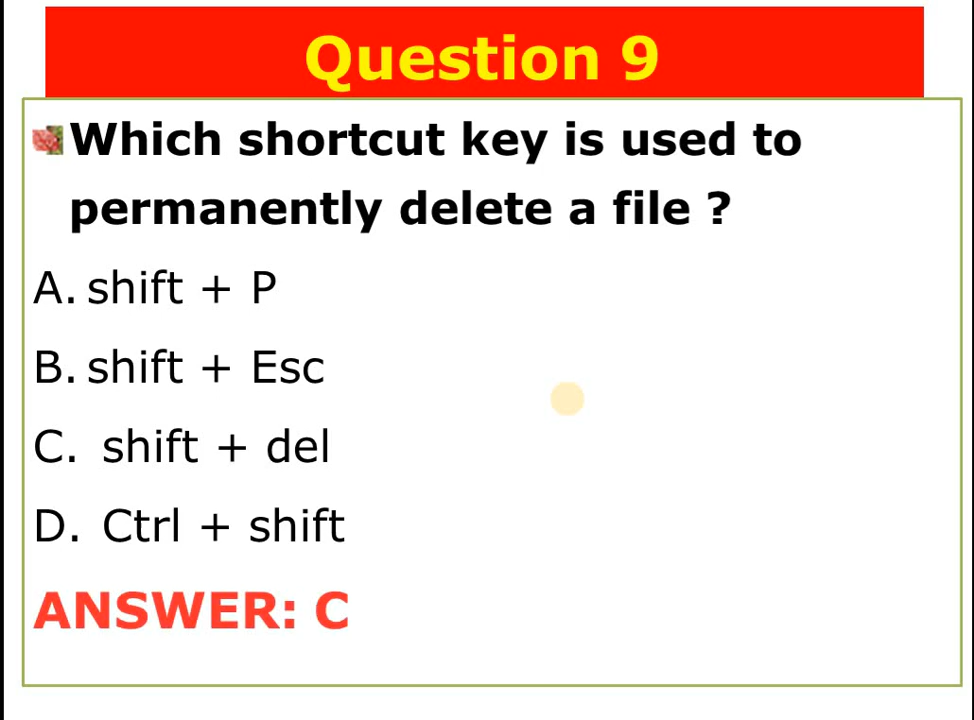 Question 9
Which shortcut key is used to
permanently delete a file ?
A. shift + P
B. shift + Esc
C. shift + del
D. Ctrl + shift
ANSWER: C